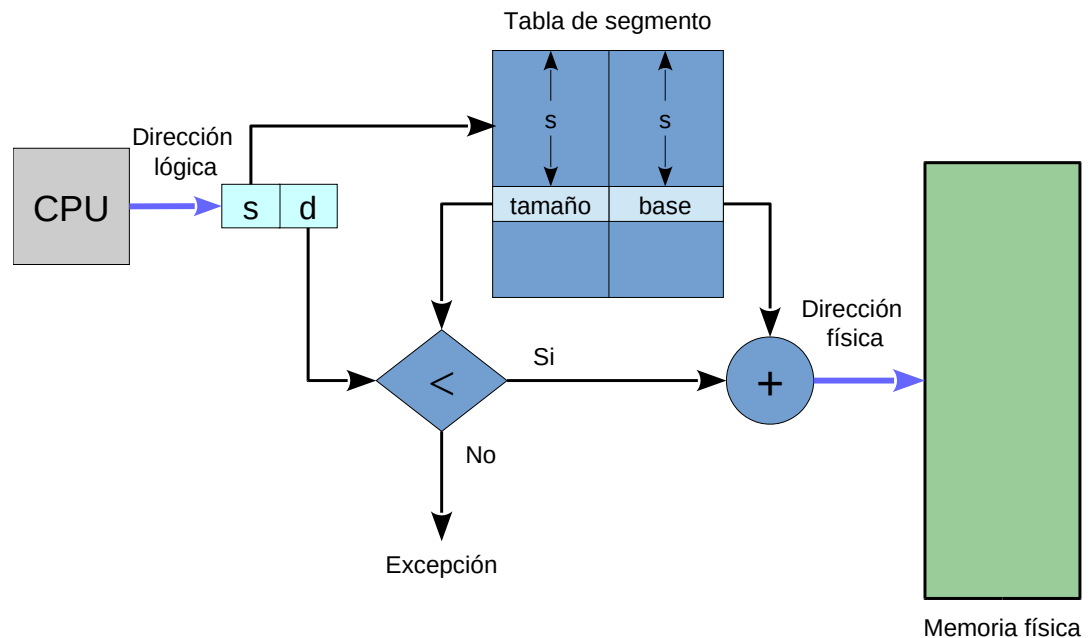 Tabla de segmento
s
s
Dirección
lógica
CPU
s
d
tamaño
base
Dirección
física
Si
<
+
No
Excepción
Memoria física